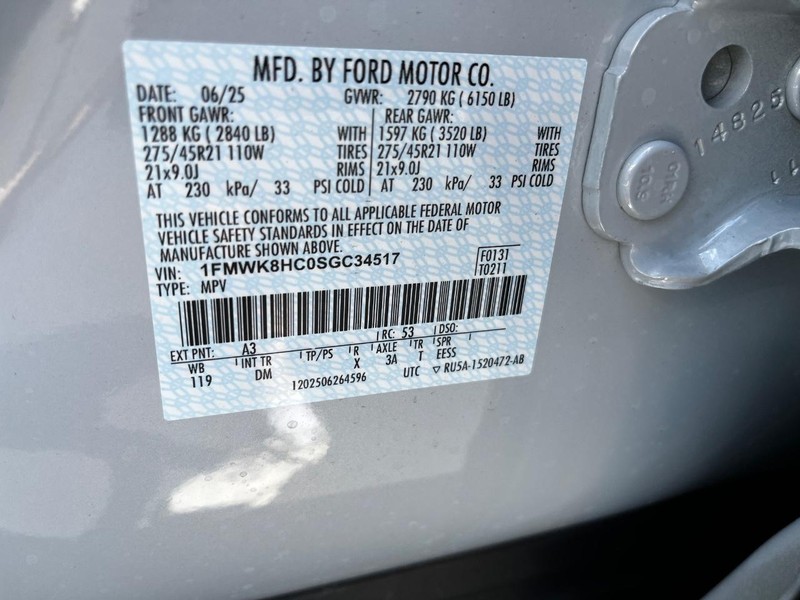 MFD. BY FORD MOTOR CO.
DATE: 06/25 GVWR: 2790 KG ( 6150 LB)
FRONT GAWR: REAR GAWR:
1288 KG ( 2840 LB) WITH 1597 KG ( 3520 LB) WITH
275/45R21 110W TIRES 275/45R21 110W TIRES
21x9.0J RIMS 21x9.0J RIMS
AT 230 kPa/ 33 PSI COLD AT 230 kPa/ 33 PSI COLD
THIS VEHICLE CONFORMS TO ALL APPLICABLE FEDERAL MOTOR
VEHICLE SAFETY STANDARDS IN EFFECT ON THE DATE OF
MANUFACTURE SHOWN ABOVE.
VIN: 1FMWK8HC0SGC34517 F0131
TYPE: MPV T0211
RC: 53 DSO:
EXT PNT: A3
WB INT TR TP/PS R AXLE TR SPR
119 DM X 3A T EESS
1202506264596 UTC ▽ RU5A-1520472-AB
14825